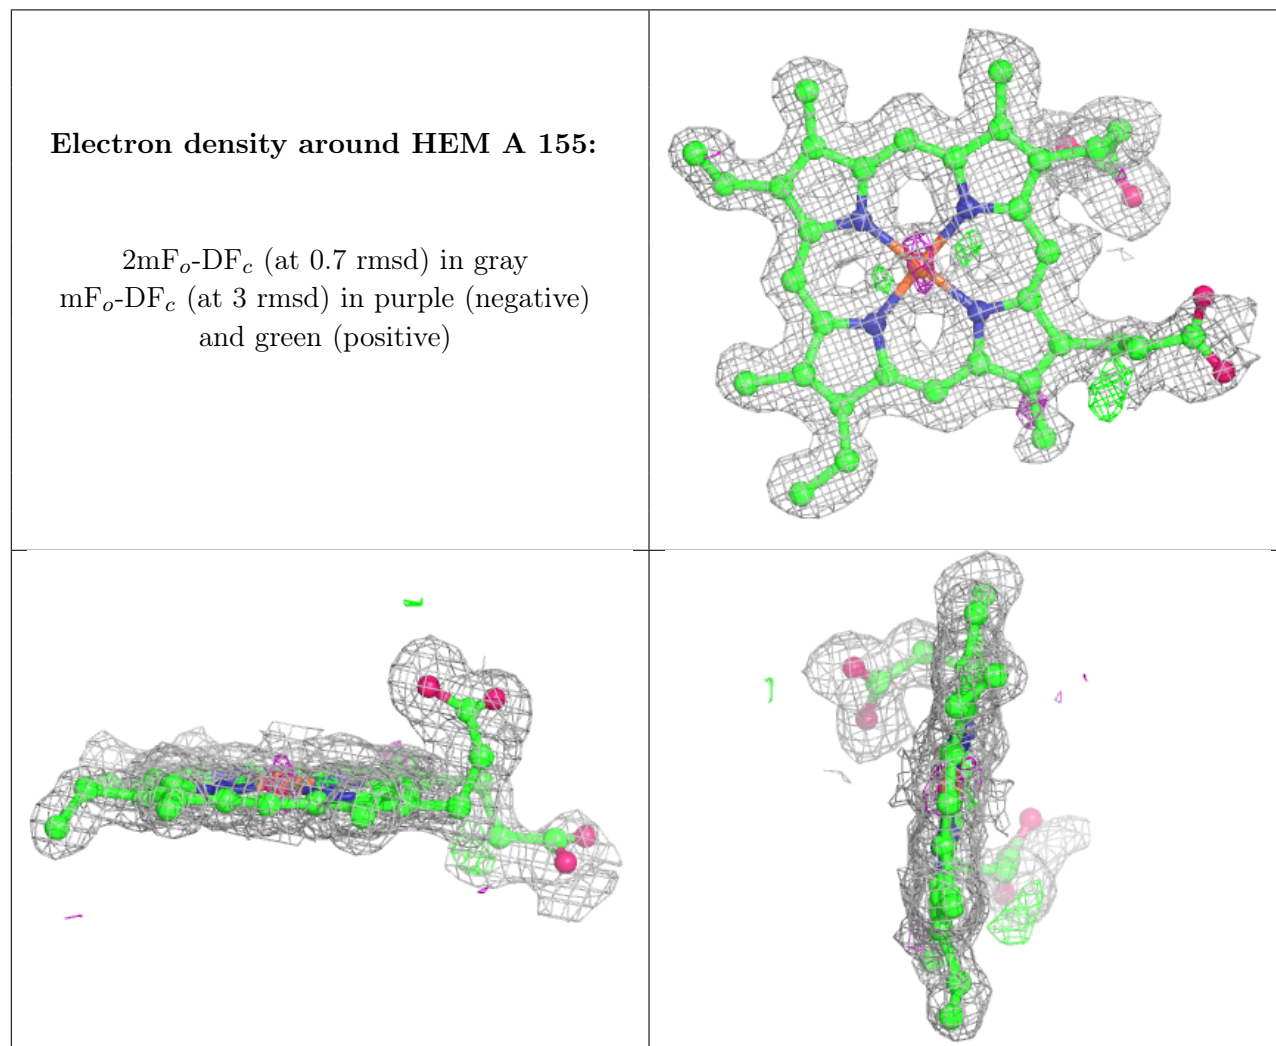 Electron density around HEM A 155:
2mFo-DFc (at 0.7 rmsd) in gray
mFo-DFc (at 3 rmsd) in purple (negative)
and green (positive)